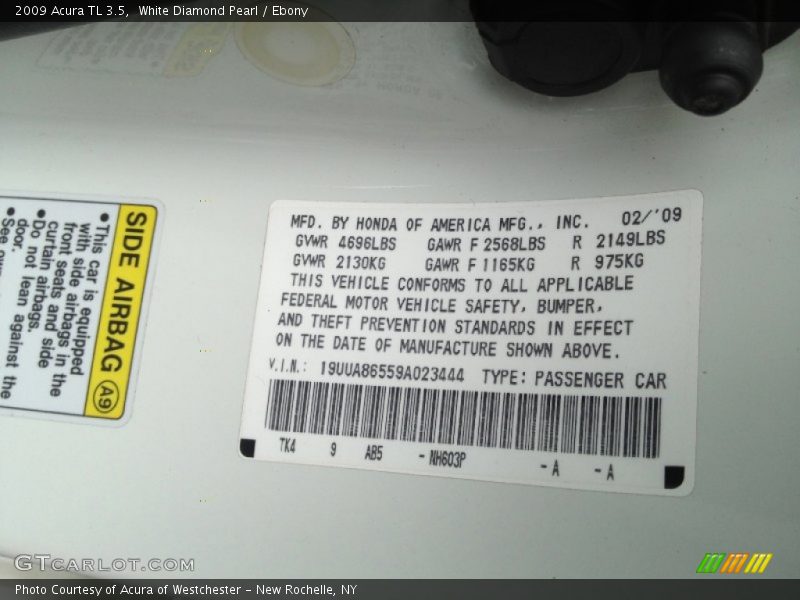 2009 Acura TL 3.5,  White Diamond Pearl / Ebony
MFD. BY HONDA OF AMERICA MFG., INC. 02/'09
GVWR 4696LBS GAWR F 2568LBS R 2149LBS
GVWR 2130KG GAWR F 1165KG R 975KG
THIS VEHICLE CONFORMS TO ALL APPLICABLE
FEDERAL MOTOR VEHICLE SAFETY, BUMPER,
AND THEFT PREVENTION STANDARDS IN EFFECT
ON THE DATE OF MANUFACTURE SHOWN ABOVE.
V.I.N.: 19UUA86559A023444 TYPE: PASSENGER CAR
TK4 9 AB5 - NH603P - A - A
SIDE AIRBAG A9
• This car is equipped
with side airbags in the
front seats and side
curtain airbags.
• Do not lean against the
door.
• See
GTCARLOT.COM
Photo Courtesy of Acura of Westchester – New Rochelle, NY